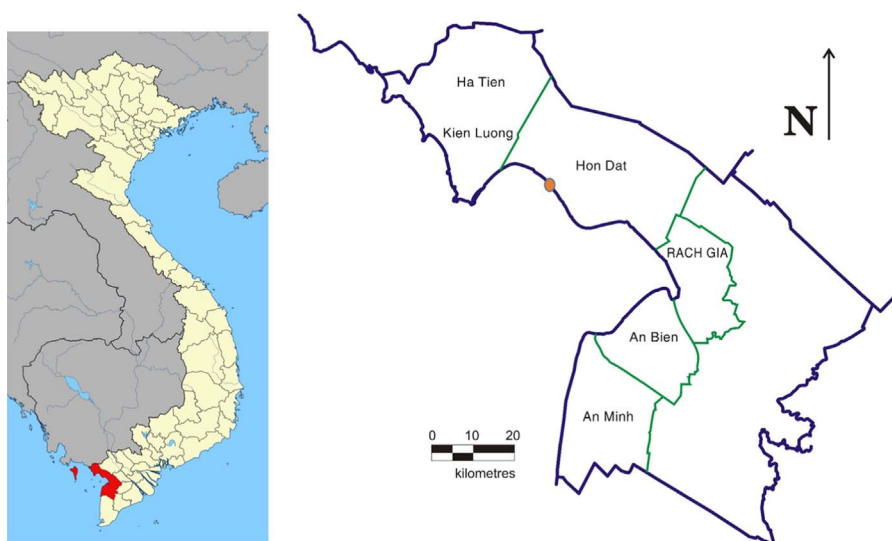 Ha Tien
Kien Luong
Hon Dat
N
RACH GIA
An Bien
An Minh
0 10 20
kilometres